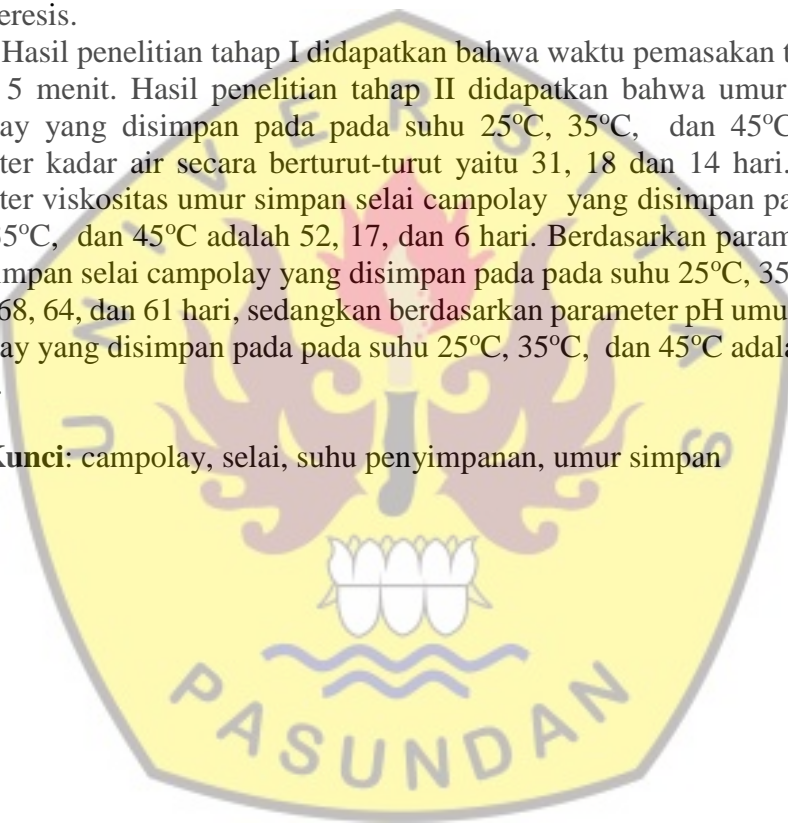 eresis.
Hasil penelitian tahap I didapatkan bahwa waktu pemasakan t
5 menit. Hasil penelitian tahap II didapatkan bahwa umur
ay yang disimpan pada pada suhu 25ºC, 35ºC, dan 45ºC
ter kadar air secara berturut-turut yaitu 31, 18 dan 14 hari.
ter viskositas umur simpan selai campolay yang disimpan pa
5ºC, dan 45ºC adalah 52, 17, dan 6 hari. Berdasarkan param
impan selai campolay yang disimpan pada pada suhu 25ºC, 35
68, 64, dan 61 hari, sedangkan berdasarkan parameter pH umu
ay yang disimpan pada pada suhu 25ºC, 35ºC, dan 45ºC adala
Kunci: campolay, selai, suhu penyimpanan, umur simpan
UNIVERSITAS
PASUNDAN